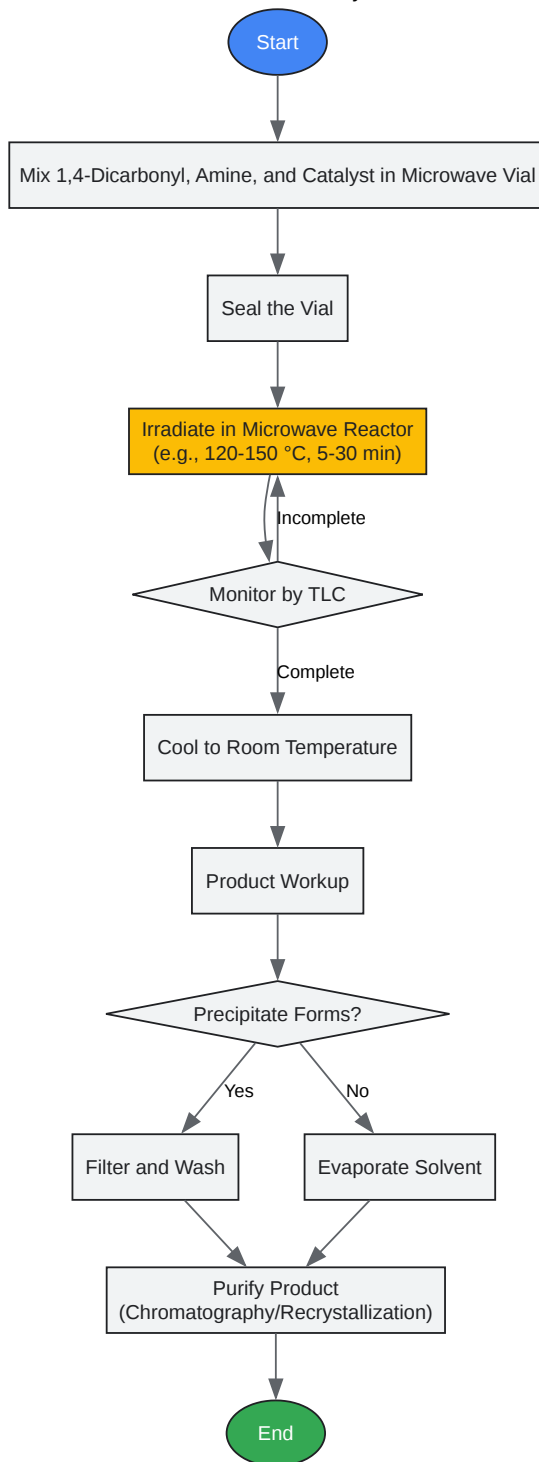 Start
Mix 1,4-Dicarbonyl, Amine, and Catalyst in Microwave Vial
Seal the Vial
Irradiate in Microwave Reactor
(e.g., 120-150 °C, 5-30 min)
Incomplete
Monitor by TLC
Complete
Cool to Room Temperature
Product Workup
Precipitate Forms?
Yes
No
Filter and Wash
Evaporate Solvent
Purify Product
(Chromatography/Recrystallization)
End